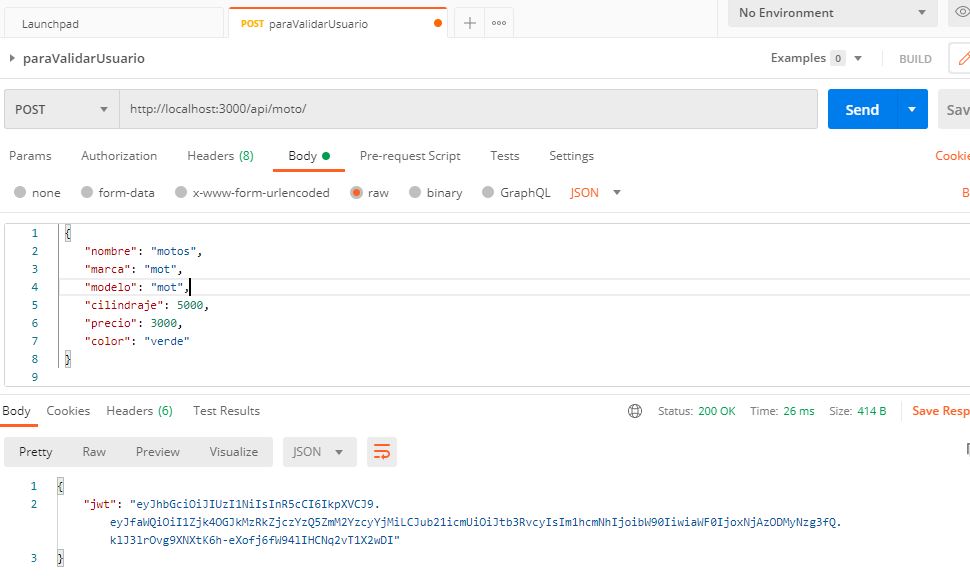 Launchpad
POST paraValidarUsuario
No Environment
paraValidarUsuario
Examples 0
BUILD
POST
http://localhost:3000/api/moto/
Send
Sav
Params Authorization Headers (8) Body Pre-request Script Tests Settings
Cookie
none form-data x-www-form-urlencoded raw binary GraphQL JSON
B
1 {
2 "nombre": "motos",
3 "marca": "mot",
4 "modelo": "mot",
5 "cilindraje": 5000,
6 "precio": 3000,
7 "color": "verde"
8 }
9
Body Cookies Headers (6) Test Results
Status: 200 OK Time: 26 ms Size: 414 B Save Resp
Pretty Raw Preview Visualize JSON
1 {
2 "jwt": "eyJhbGciOiJIUzI1NiIsInR5cCI6IkpXVCJ9.
eyJfaWQiOiI1Zjk4OGJkMzRkZjczYzQ5ZmM2YzcyYjMiLCJub21icmUiOiJtb3RvcyIsIm1hcmNhIjoibW90IiwiaWF0IjoxNjAzODMyNzg3fQ.
klJ3lrOvg9XNXtK6h-eXofj6fW94lIHCNq2vT1X2wDI"
3 }